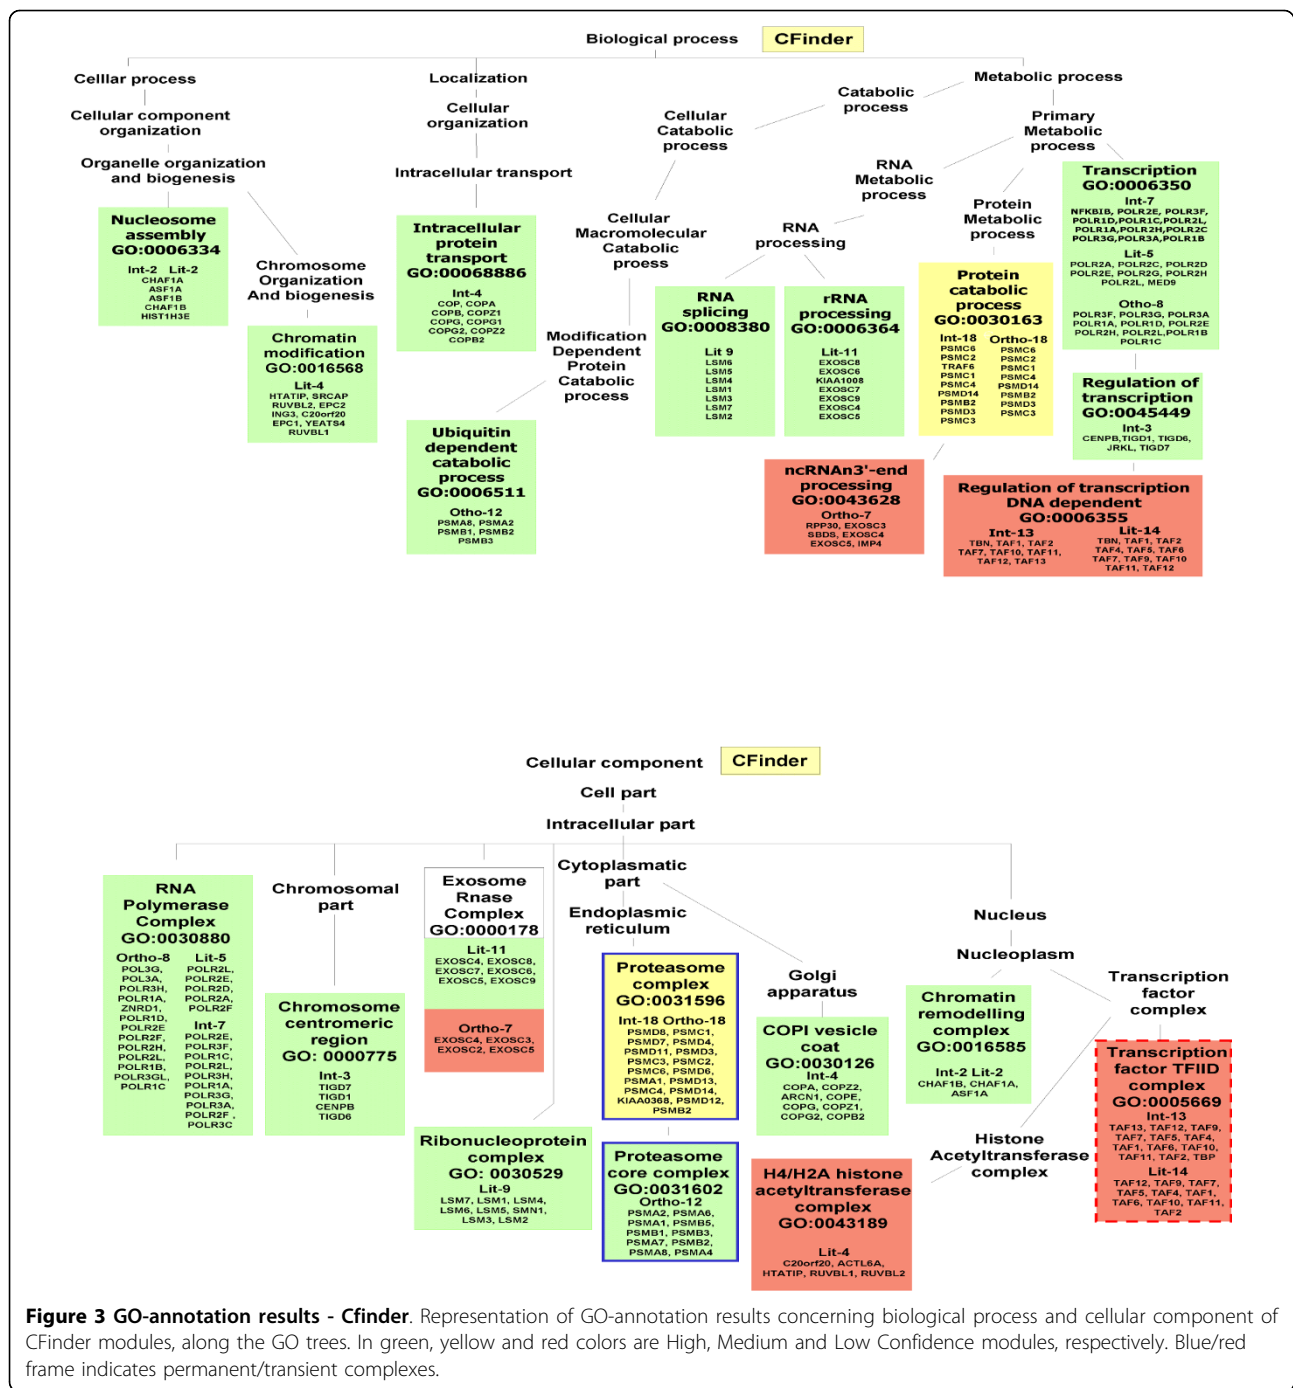 Biological process CFinder
Celllar process
Localization
Metabolic process
Cellular component
organization
Cellular
organization
Catabolic
process
Cellular
Catabolic
process
Primary
Metabolic
process
Organelle organization
and biogenesis
Intracellular transport
RNA
Metabolic
process
Nucleosome
assembly
GO:0006334
Int-2 Lit-2
CHAF1A
ASF1A
ASF1B
CHAF1B
HIST1H3E
Chromosome
Organization
And biogenesis
Chromatin
modification
GO:0016568
Lit-4
HTATIP, SRCAP
RUVBL2, EPC2
ING3, C20orf20
EPC1, YEATS4
RUVBL1
Intracellular
protein
transport
GO:00068886
Int-4
COP, COPA
COPB, COPZ1
COPG, COPG1
COPG2, COPZ2
COPB2
Cellular
Macromolecular
Catabolic
process
Modification
Dependent
Protein
Catabolic
process
Ubiquitin
dependent
catabolic
process
GO:0006511
Otho-12
PSMA8, PSMA2
PSMB1, PSMB2
PSMB3
RNA
processing
RNA
splicing
GO:0008380
Lit 9
LSM6
LSM5
LSM4
LSM1
LSM3
LSM7
LSM2
rRNA
processing
GO:0006364
Lit-11
EXOSC8
EXOSC6
KIAA1008
EXOSC7
EXOSC9
EXOSC4
EXOSC5
Protein
Metabolic
process
Protein
catabolic
process
GO:0030163
Int-18
PSMC6
PSMC2
TRAF6
PSMC1
PSMC4
PSMD14
PSMB2
PSMD3
PSMC3
Ortho-18
PSMC6
PSMC2
PSMC1
PSMC4
PSMD14
PSMB2
PSMD3
PSMC3
ncRNAn3'-end
processing
GO:0043628
Ortho-7
RPP30, EXOSC3
SBDS, EXOSC4
EXOSC5, IMP4
Transcription
GO:0006350
Int-7
NFKBIB, POLR2E, POLR3F,
POLR1D,POLR1C,POLR2L,
POLR1A,POLR2H,POLR2C
POLR3G,POLR3A,POLR1B
Lit-5
POLR2A, POLR2C, POLR2D
POLR2E, POLR2G, POLR2H
POLR2L, MED9
Otho-8
POLR3F, POLR3G, POLR3A
POLR1A, POLR1D, POLR2E
POLR2H, POLR2L,POLR1B
POLR1C
Regulation of
transcription
GO:0045449
Int-3
CENPB,TIGD1, TIGD6,
JRKL, TIGD7
Regulation of transcription
DNA dependent
GO:0006355
Int-13
TBN, TAF1, TAF2
TAF7, TAF10, TAF11,
TAF12, TAF13
Lit-14
TBN, TAF1, TAF2
TAF4, TAF5, TAF6
TAF7, TAF9, TAF10
TAF11, TAF12
Cellular component CFinder
Cell part
Intracellular part
RNA
Polymerase
Complex
GO:0030880
Ortho-8
POL3G,
POL3A,
POLR3H,
POLR1A,
ZNRD1,
POLR1D,
POLR2E
POLR2F,
POLR2H,
POLR2L,
POLR1B,
POLR3GL,
POLR1C
Lit-5
POLR2L,
POLR2E,
POLR2D,
POLR2A,
POLR2F
Int-7
POLR2E,
POLR3F,
POLR1C,
POLR2L,
POLR3H,
POLR1A,
POLR3G,
POLR3A,
POLR2F ,
POLR3C
Chromosomal
part
Chromosome
centromeric
region
GO: 0000775
Int-3
TIGD7
TIGD1
CENPB
TIGD6
Exosome
Rnase
Complex
GO:0000178
Lit-11
EXOSC4, EXOSC8,
EXOSC7, EXOSC6,
EXOSC5, EXOSC9
Ortho-7
EXOSC4, EXOSC3,
EXOSC2, EXOSC5
Ribonucleoprotein
complex
GO: 0030529
Lit-9
LSM7, LSM1, LSM4,
LSM6, LSM5, SMN1,
LSM3, LSM2
Cytoplasmatic
part
Endoplasmic
reticulum
Proteasome
complex
GO:0031596
Int-18 Ortho-18
PSMD8, PSMC1,
PSMD7, PSMD4,
PSMD11, PSMD3,
PSMC3, PSMC2,
PSMC6, PSMD6,
PSMA1, PSMD13,
PSMC4, PSMD14,
KIAA0368, PSMD12,
PSMB2
Proteasome
core complex
GO:0031602
Ortho-12
PSMA2, PSMA6,
PSMA1, PSMB5,
PSMB1, PSMB3,
PSMA7, PSMB2,
PSMA8, PSMA4
Golgi
apparatus
COPI vesicle
coat
GO:0030126
Int-4
COPA, COPZ2,
ARCN1, COPE,
COPG, COPZ1,
COPG2, COPB2
H4/H2A histone
acetyltransferase
complex
GO:0043189
Lit-4
C20orf20, ACTL6A,
HTATIP, RUVBL1, RUVBL2
Nucleus
Nucleoplasm
Chromatin
remodelling
complex
GO:0016585
Int-2 Lit-2
CHAF1B, CHAF1A,
ASF1A
Histone
Acetyltransferase
complex
Transcription
factor
complex
Transcription
factor TFIID
complex
GO:0005669
Int-13
TAF13, TAF12, TAF9,
TAF7, TAF5, TAF4,
TAF1, TAF6, TAF10,
TAF11, TAF2, TBP
Lit-14
TAF12, TAF9, TAF7,
TAF5, TAF4, TAF1,
TAF6, TAF10, TAF11,
TAF2
Figure 3 GO-annotation results - Cfinder. Representation of GO-annotation results concerning biological process and cellular component of
CFinder modules, along the GO trees. In green, yellow and red colors are High, Medium and Low Confidence modules, respectively. Blue/red
frame indicates permanent/transient complexes.